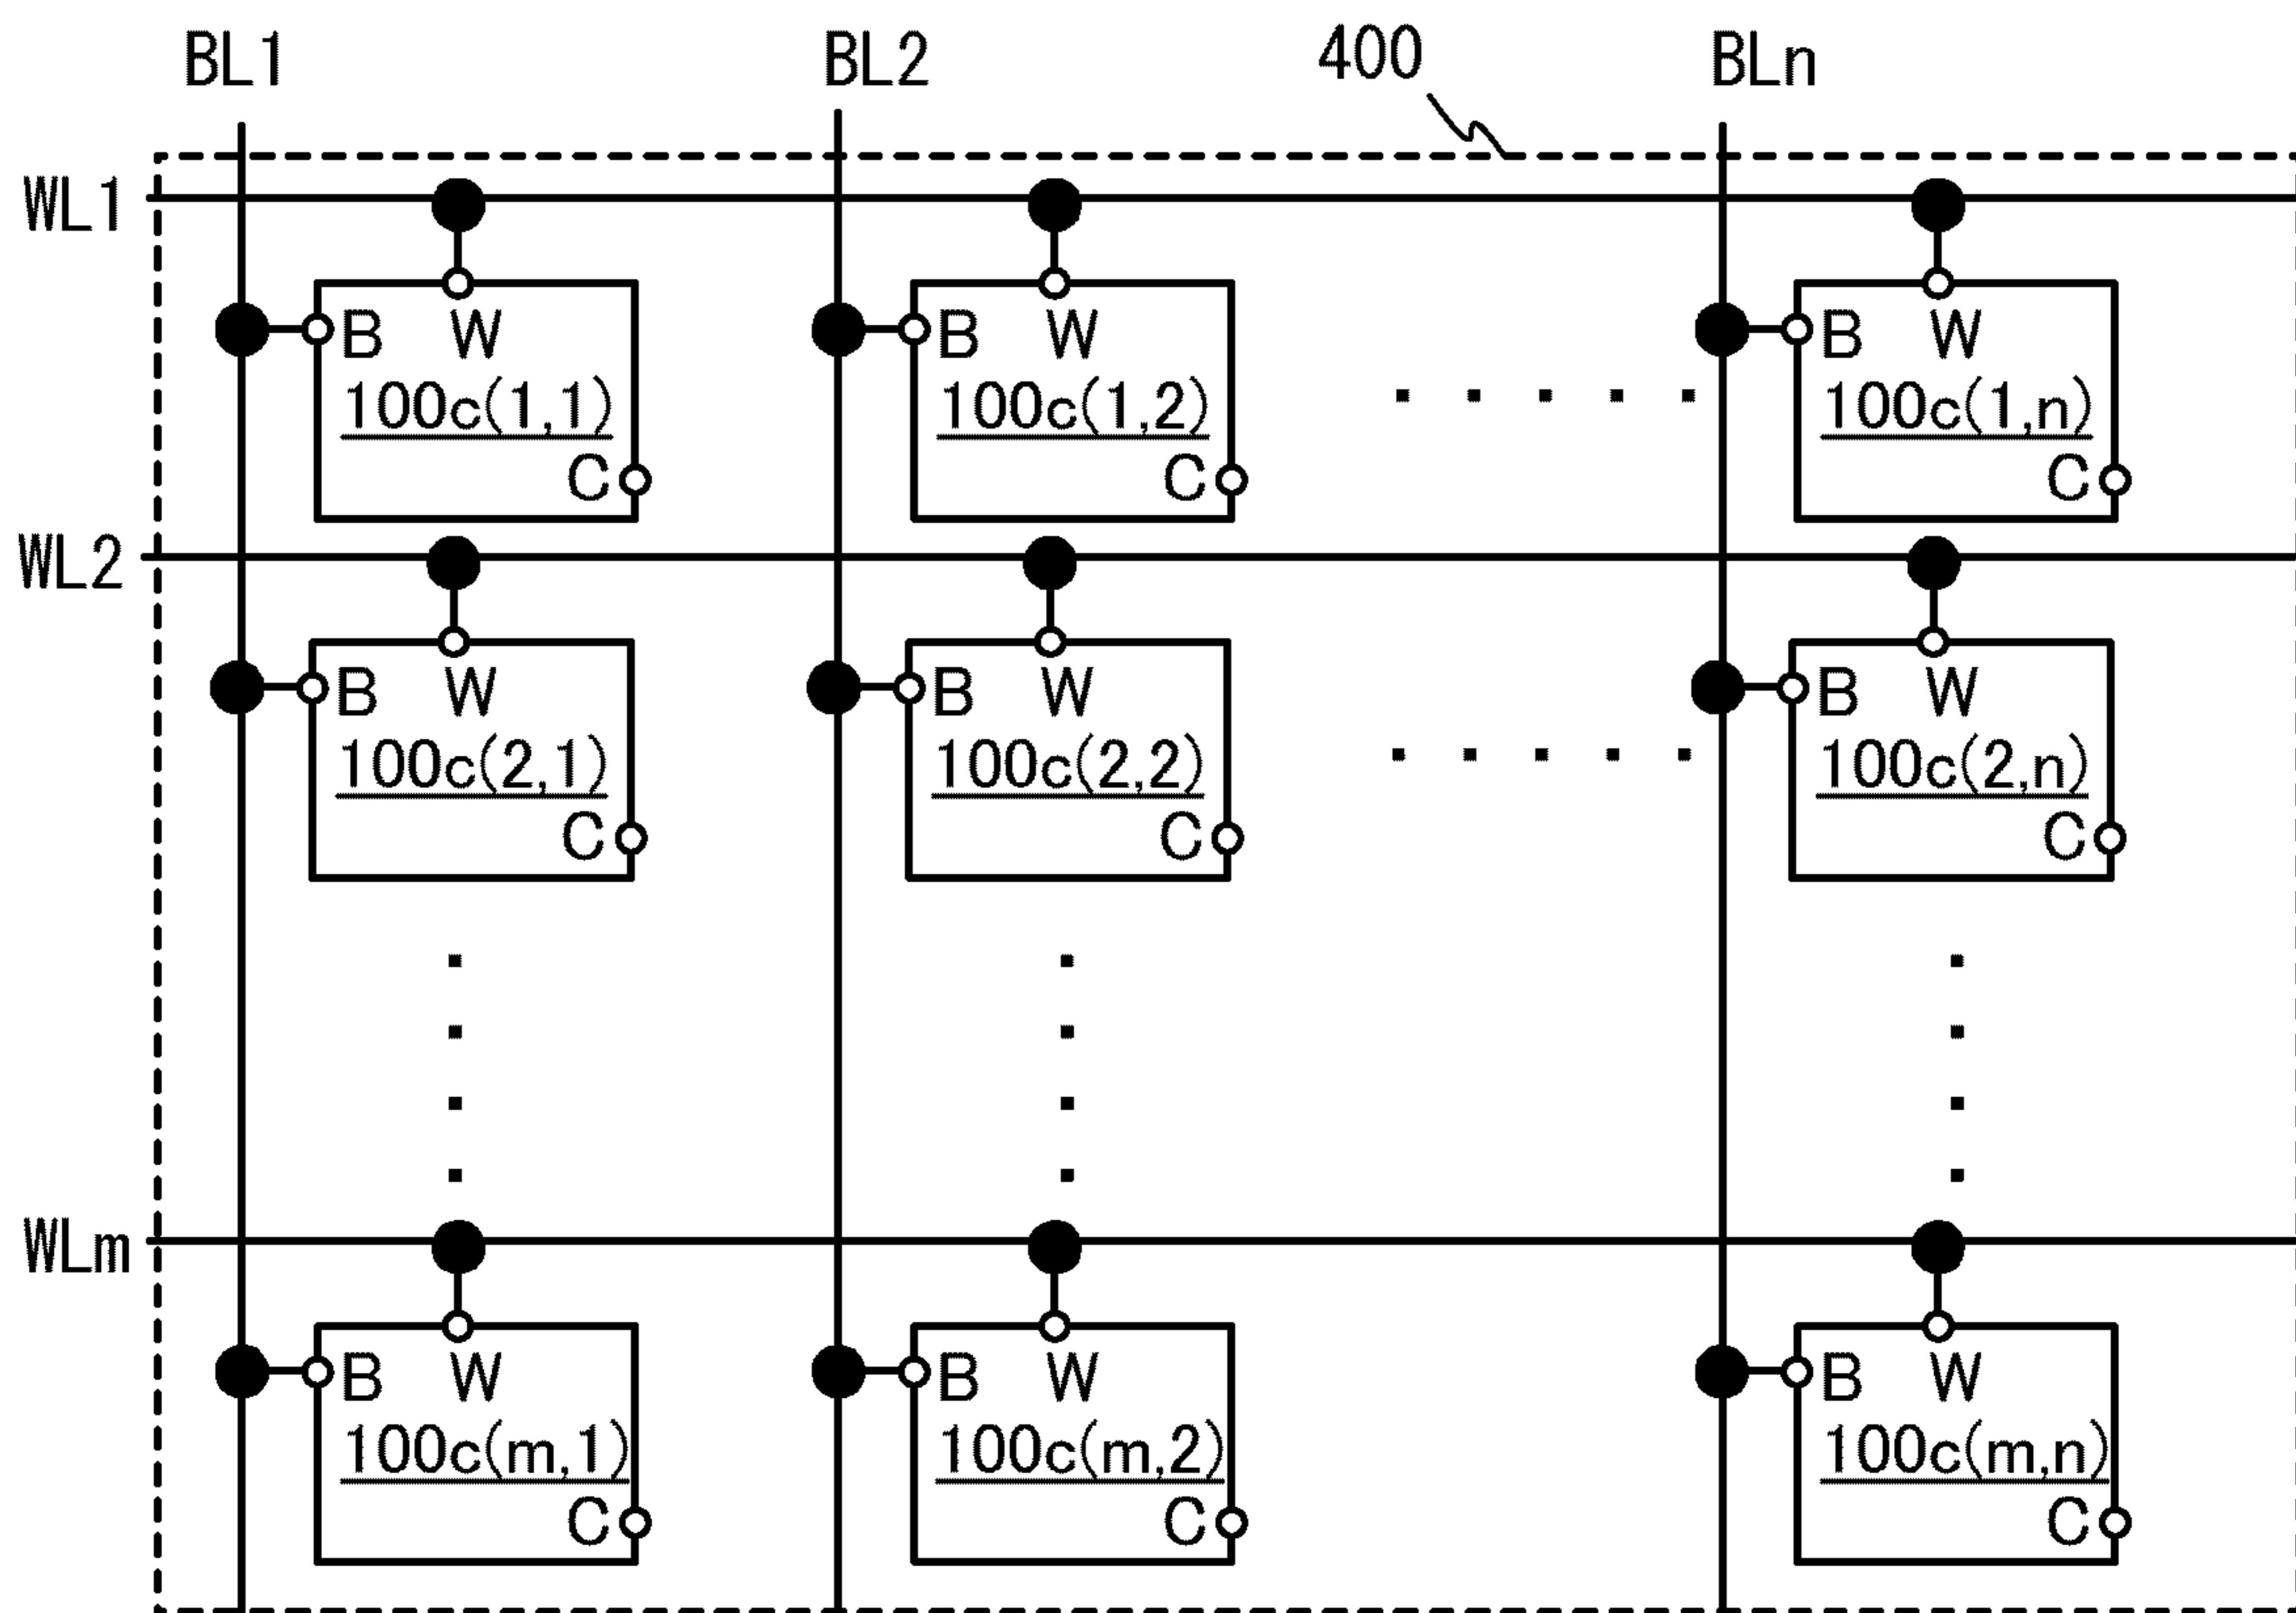 BL1 BL2 400 BLn
WL1
B W B W B W
100c(1,1) 100c(1,2) · · · · · 100c(1,n)
C C C
WL2
B W B W B W
100c(2,1) 100c(2,2) · · · · · 100c(2,n)
C C C
WLm
B W B W B W
100c(m,1) 100c(m,2) 100c(m,n)
C C C